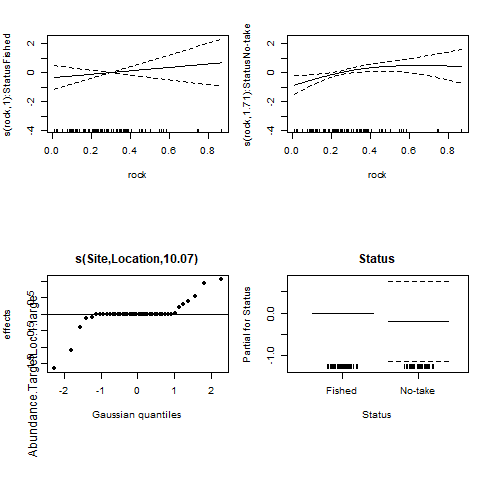 s(rock,1):StatusFished
2
0
-2
-4
0.0 0.2 0.4 0.6 0.8
rock
s(rock,1.71):StatusNo-take
2
0
-2
-4
0.0 0.2 0.4 0.6 0.8
rock
s(Site,Location,10.07)
effects
-2 -1 0 1 2
Gaussian quantiles
Status
Partial for Status
0.0
-1.0
Fished No-take
Status